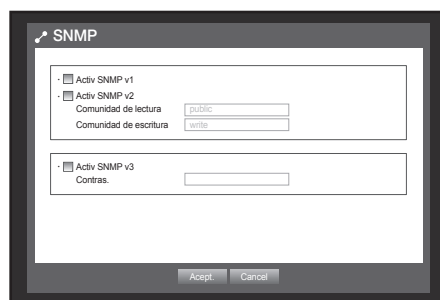 SNMP
- Activ SNMP v1
- Activ SNMP v2
Comunidad de lectura public
Comunidad de escritura write
- Activ SNMP v3
Contras.
Acept. Cancel